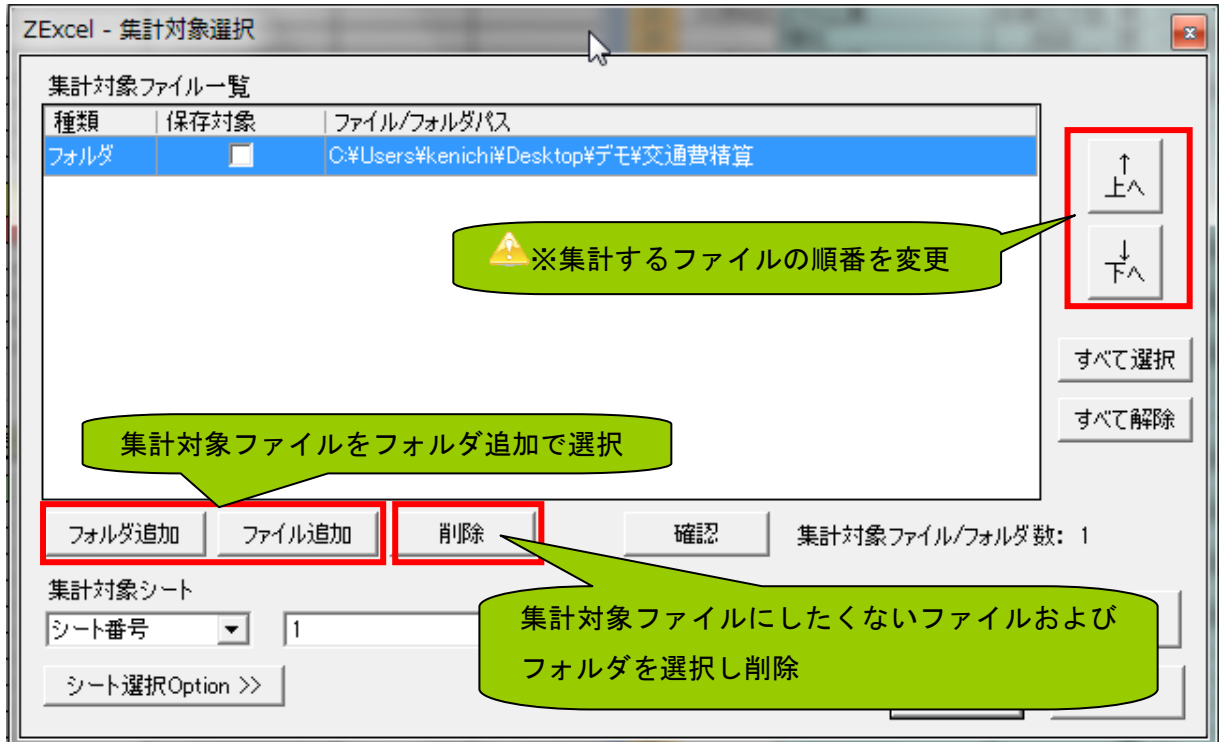 ZExcel - 集計対象選択
集計対象ファイル一覧
種類 保存対象 ファイル/フォルダパス
フォルダ C:¥Users¥kenichi¥Desktop¥デモ¥交通費精算
↑
上へ
※集計するファイルの順番を変更
↓
下へ
すべて選択
すべて解除
集計対象ファイルをフォルダ追加で選択
フォルダ追加 ファイル追加 削除 確認 集計対象ファイル/フォルダ数: 1
集計対象シート
シート番号 1
集計対象ファイルにしたくないファイルおよび
フォルダを選択し削除
シート選択Option >>